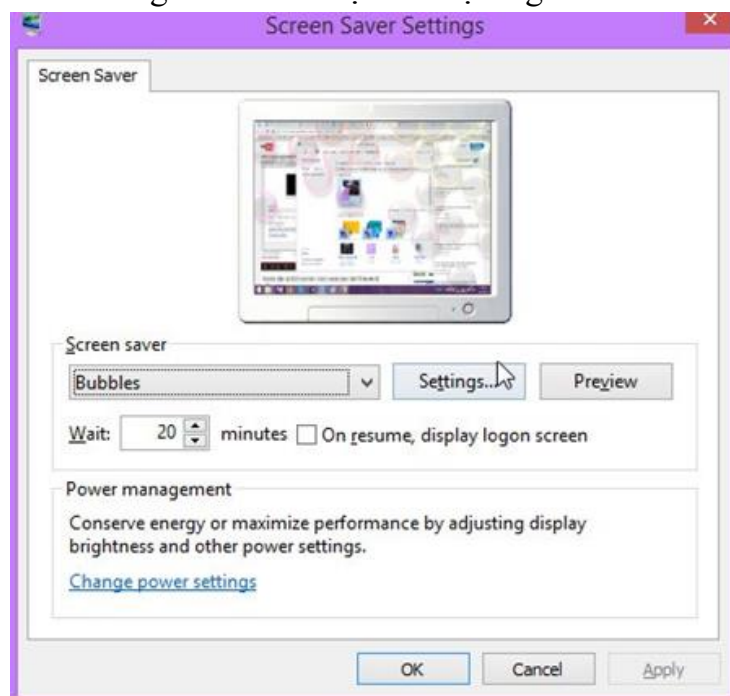 Screen Saver Settings
Screen Saver
Screen saver
Bubbles
Settings...
Preview
Wait: 20 minutes On resume, display logon screen
Power management
Conserve energy or maximize performance by adjusting display
brightness and other power settings.
Change power settings
OK Cancel Apply